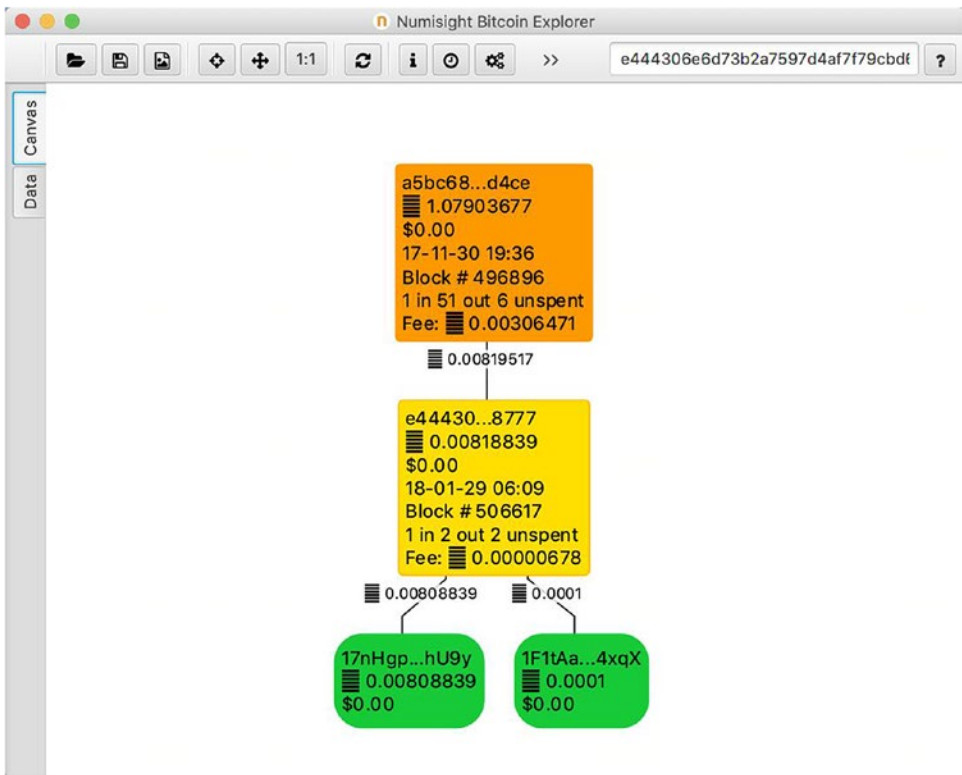 Numisight Bitcoin Explorer
1:1
i
>>
e444306e6d73b2a7597d4af7f79cbd6
?
Canvas
Data
a5bc68...d4ce
1.07903677
$0.00
17-11-30 19:36
Block # 496896
1 in 51 out 6 unspent
Fee: 0.00306471
0.00819517
e44430...8777
0.00818839
$0.00
18-01-29 06:09
Block # 506617
1 in 2 out 2 unspent
Fee: 0.00000678
0.00808839
0.0001
17nHgp...hU9y
0.00808839
$0.00
1F1tAa...4xqX
0.0001
$0.00